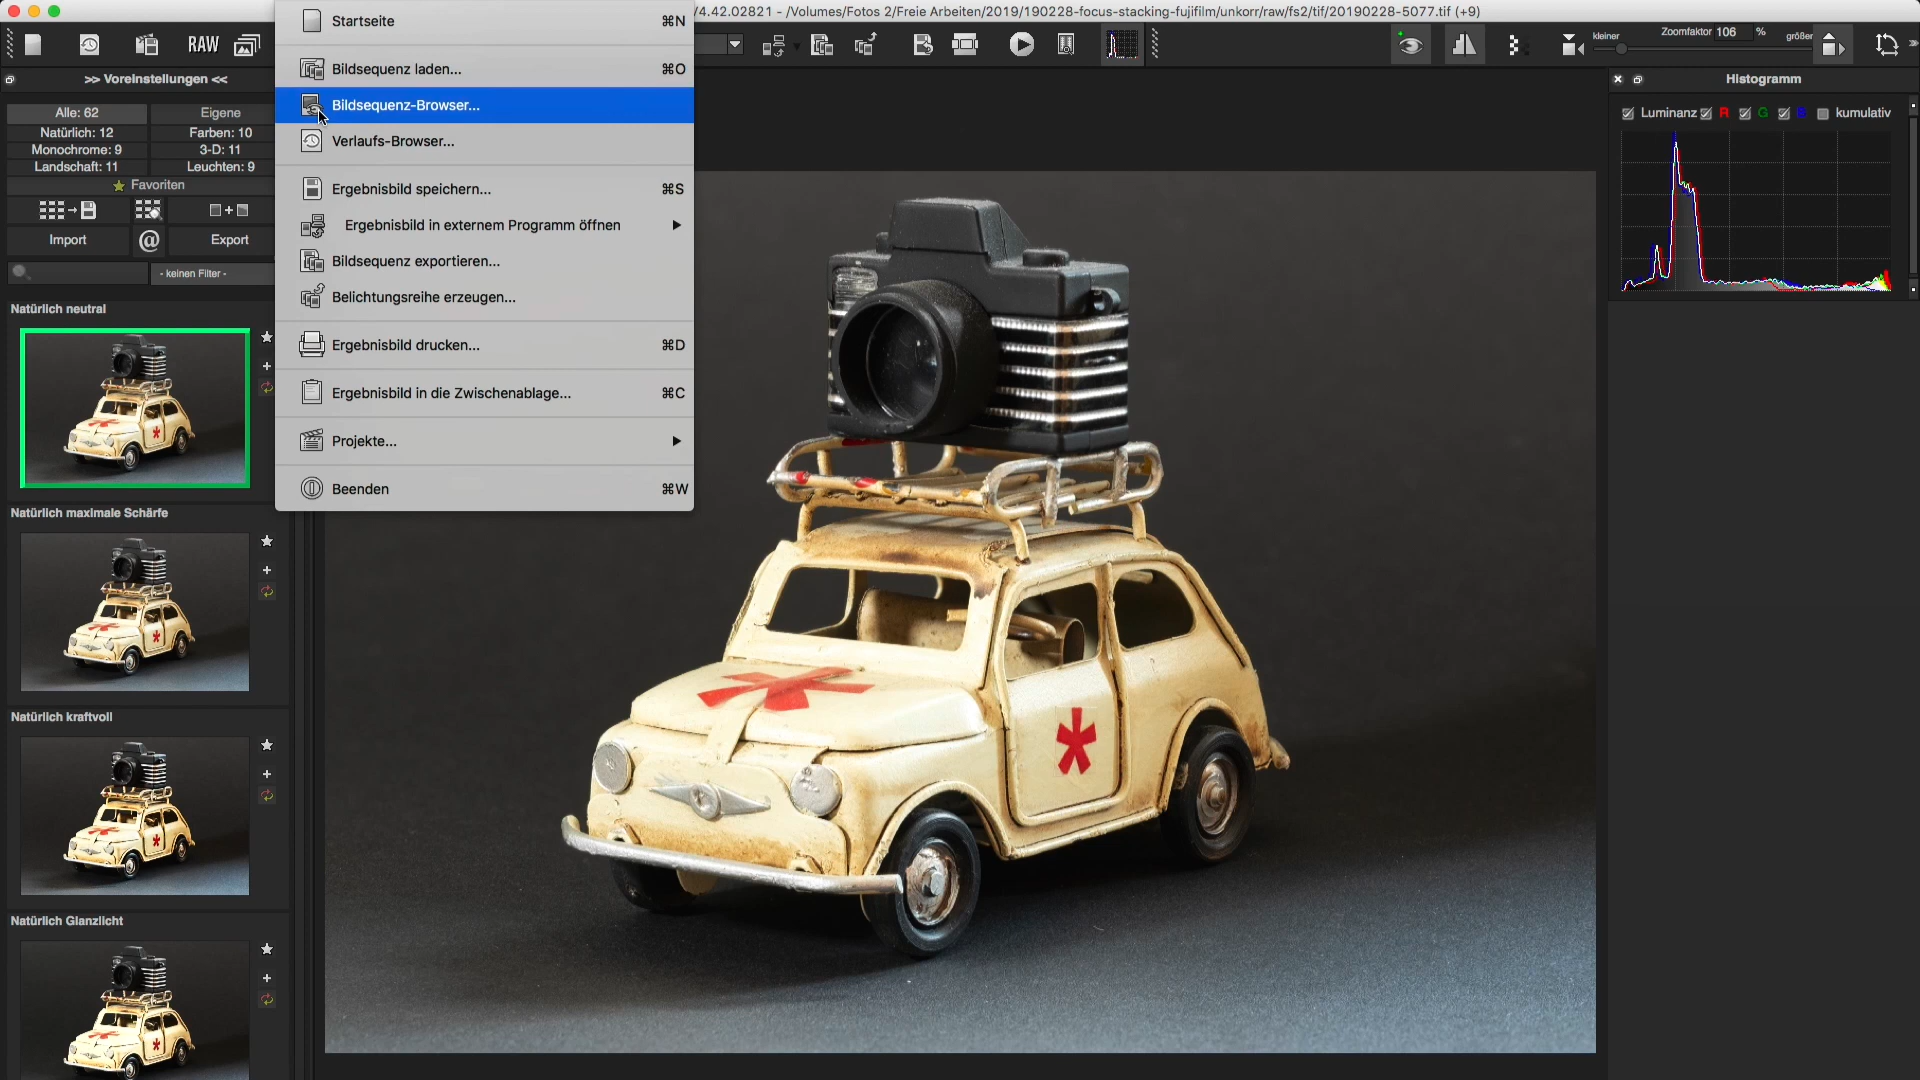 V4.42.02821 - /Volumes/Fotos 2/Freie Arbeiten/2019/190228-focus-stacking-fujifilm/unkorr/raw/fs2/tif/20190228-5077.tif (+9)
RAW
kleiner
Zoomfaktor 106 %
größer
>> Voreinstellungen <<
Alle: 62
Eigene
Natürlich: 12
Farben: 10
Monochrome: 9
3-D: 11
Landschaft: 11
Leuchten: 9
Favoriten
Import
@
Export
- keinen Filter -
Natürlich neutral
Natürlich maximale Schärfe
Natürlich kraftvoll
Natürlich Glanzlicht
Startseite ⌘N
Bildsequenz laden... ⌘O
Bildsequenz-Browser...
Verlaufs-Browser...
Ergebnisbild speichern... ⌘S
Ergebnisbild in externem Programm öffnen
Bildsequenz exportieren...
Belichtungsreihe erzeugen...
Ergebnisbild drucken... ⌘D
Ergebnisbild in die Zwischenablage... ⌘C
Projekte...
Beenden ⌘W
Histogramm
Luminanz R G B kumulativ